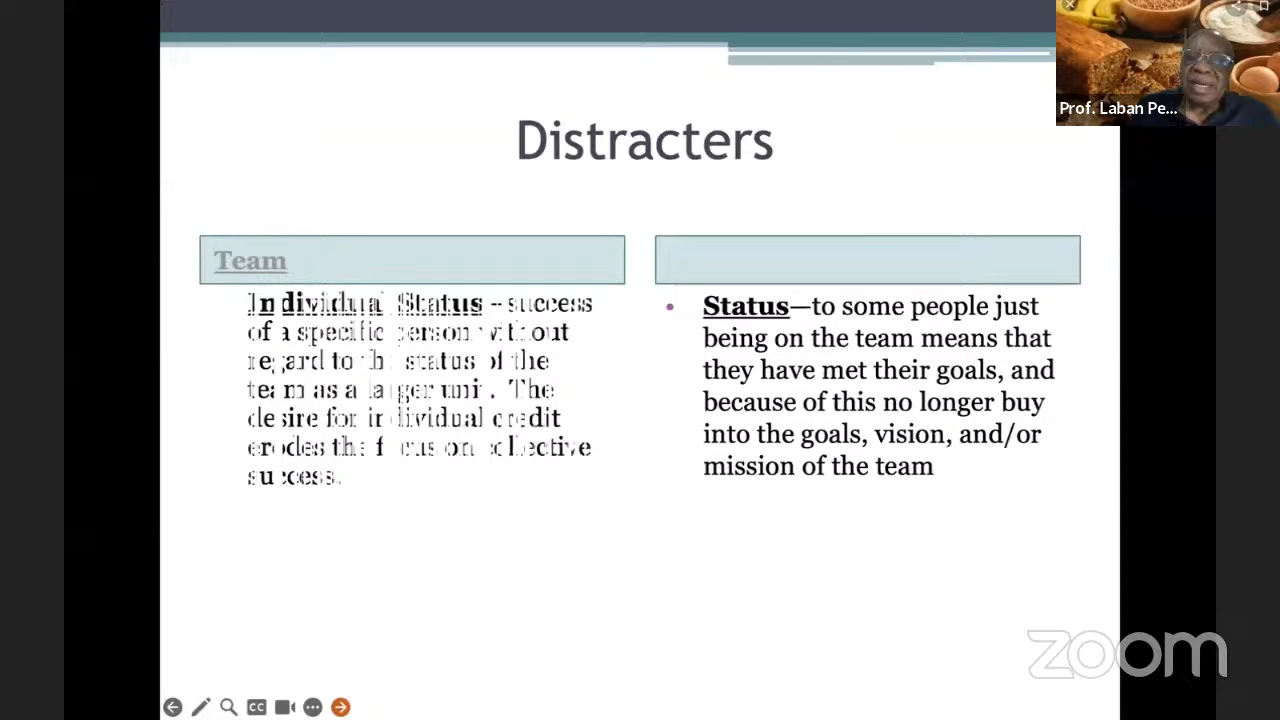 Prof. Laban Pe...
Distracters
Team
Individual Status – success
of a specific person without
regard to the status of the
team as a larger unit. The
desire for individual credit
erodes the focus on collective
success.
• Status—to some people just
being on the team means that
they have met their goals, and
because of this no longer buy
into the goals, vision, and/or
mission of the team
zoom
CC